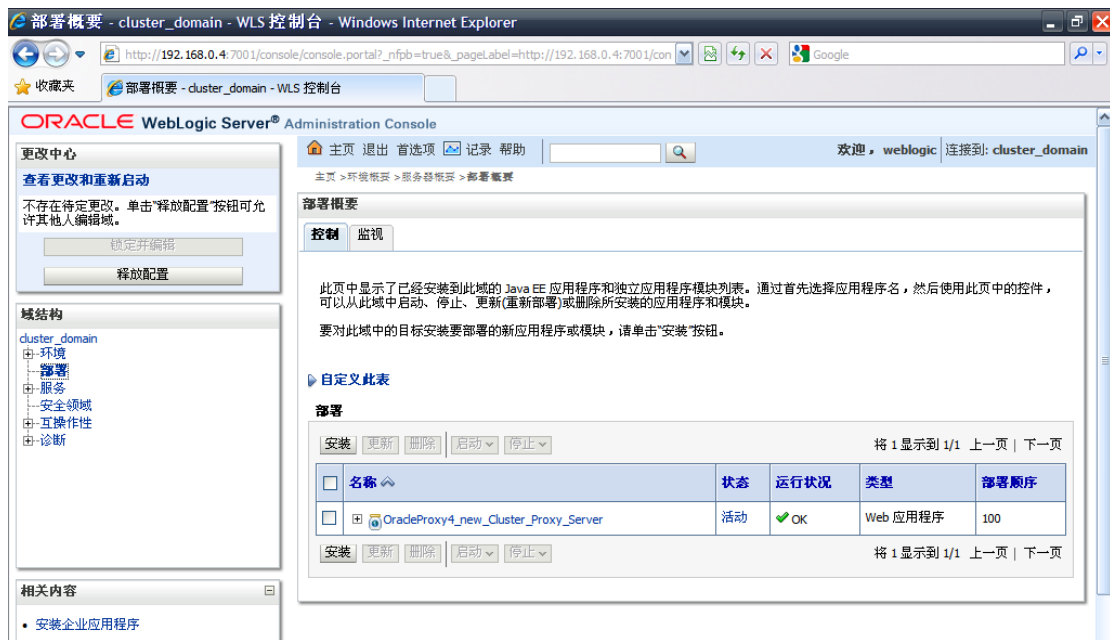 部署概要 - cluster_domain - WLS 控制台 - Windows Internet Explorer
http://192.168.0.4:7001/console/console.portal?_nfpb=true&_pageLabel=http://192.168.0.4:7001/con
Google
收藏夹
部署概要 - cluster_domain - WLS 控制台
ORACLE WebLogic Server® Administration Console
更改中心
查看更改和重新启动
不存在待定更改。单击"释放配置"按钮可允
许其他人编辑域。
锁定并编辑
释放配置
域结构
cluster_domain
环境
部署
服务
安全领域
互操作性
诊断
相关内容
安装企业应用程序
主页 退出 首选项 记录 帮助
欢迎，weblogic 连接到: cluster_domain
主页 >环境概要 >服务器概要 >部署概要
部署概要
控制 监视
此页中显示了已经安装到此域的 Java EE 应用程序和独立应用程序模块列表。通过首先选择应用程序名，然后使用此页中的控件，
可以从此域中启动、停止、更新(重新部署)或删除所安装的应用程序和模块。
要对此域中的目标安装要部署的新应用程序或模块，请单击"安装"按钮。
自定义此表
部署
安装 更新 删除 启动 停止 将 1 显示到 1/1 上一页 | 下一页
名称 状态 运行状况 类型 部署顺序
OracleProxy4_new_Cluster_Proxy_Server 活动 OK Web 应用程序 100
安装 更新 删除 启动 停止 将 1 显示到 1/1 上一页 | 下一页